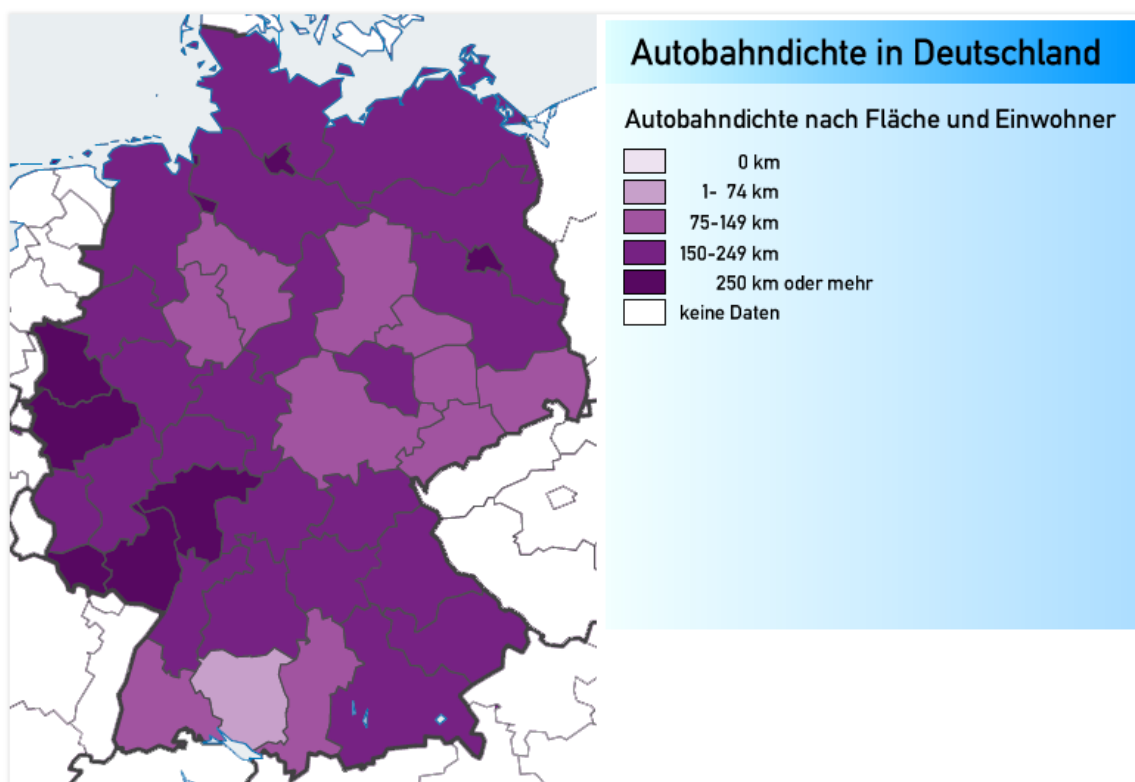 Autobahndichte in Deutschland
Autobahndichte nach Fläche und Einwohner
0 km
1- 74 km
75-149 km
150-249 km
250 km oder mehr
keine Daten